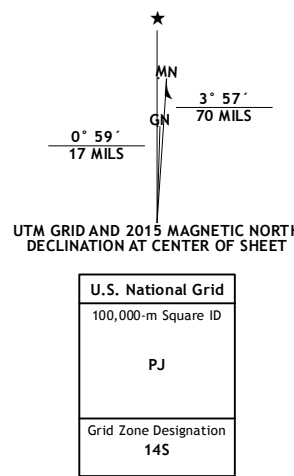 ★
MN
3° 57´
70 MILS
GN
0° 59´
17 MILS
UTM GRID AND 2015 MAGNETIC NORTH
DECLINATION AT CENTER OF SHEET
U.S. National Grid
100,000-m Square ID
PJ
Grid Zone Designation
14S